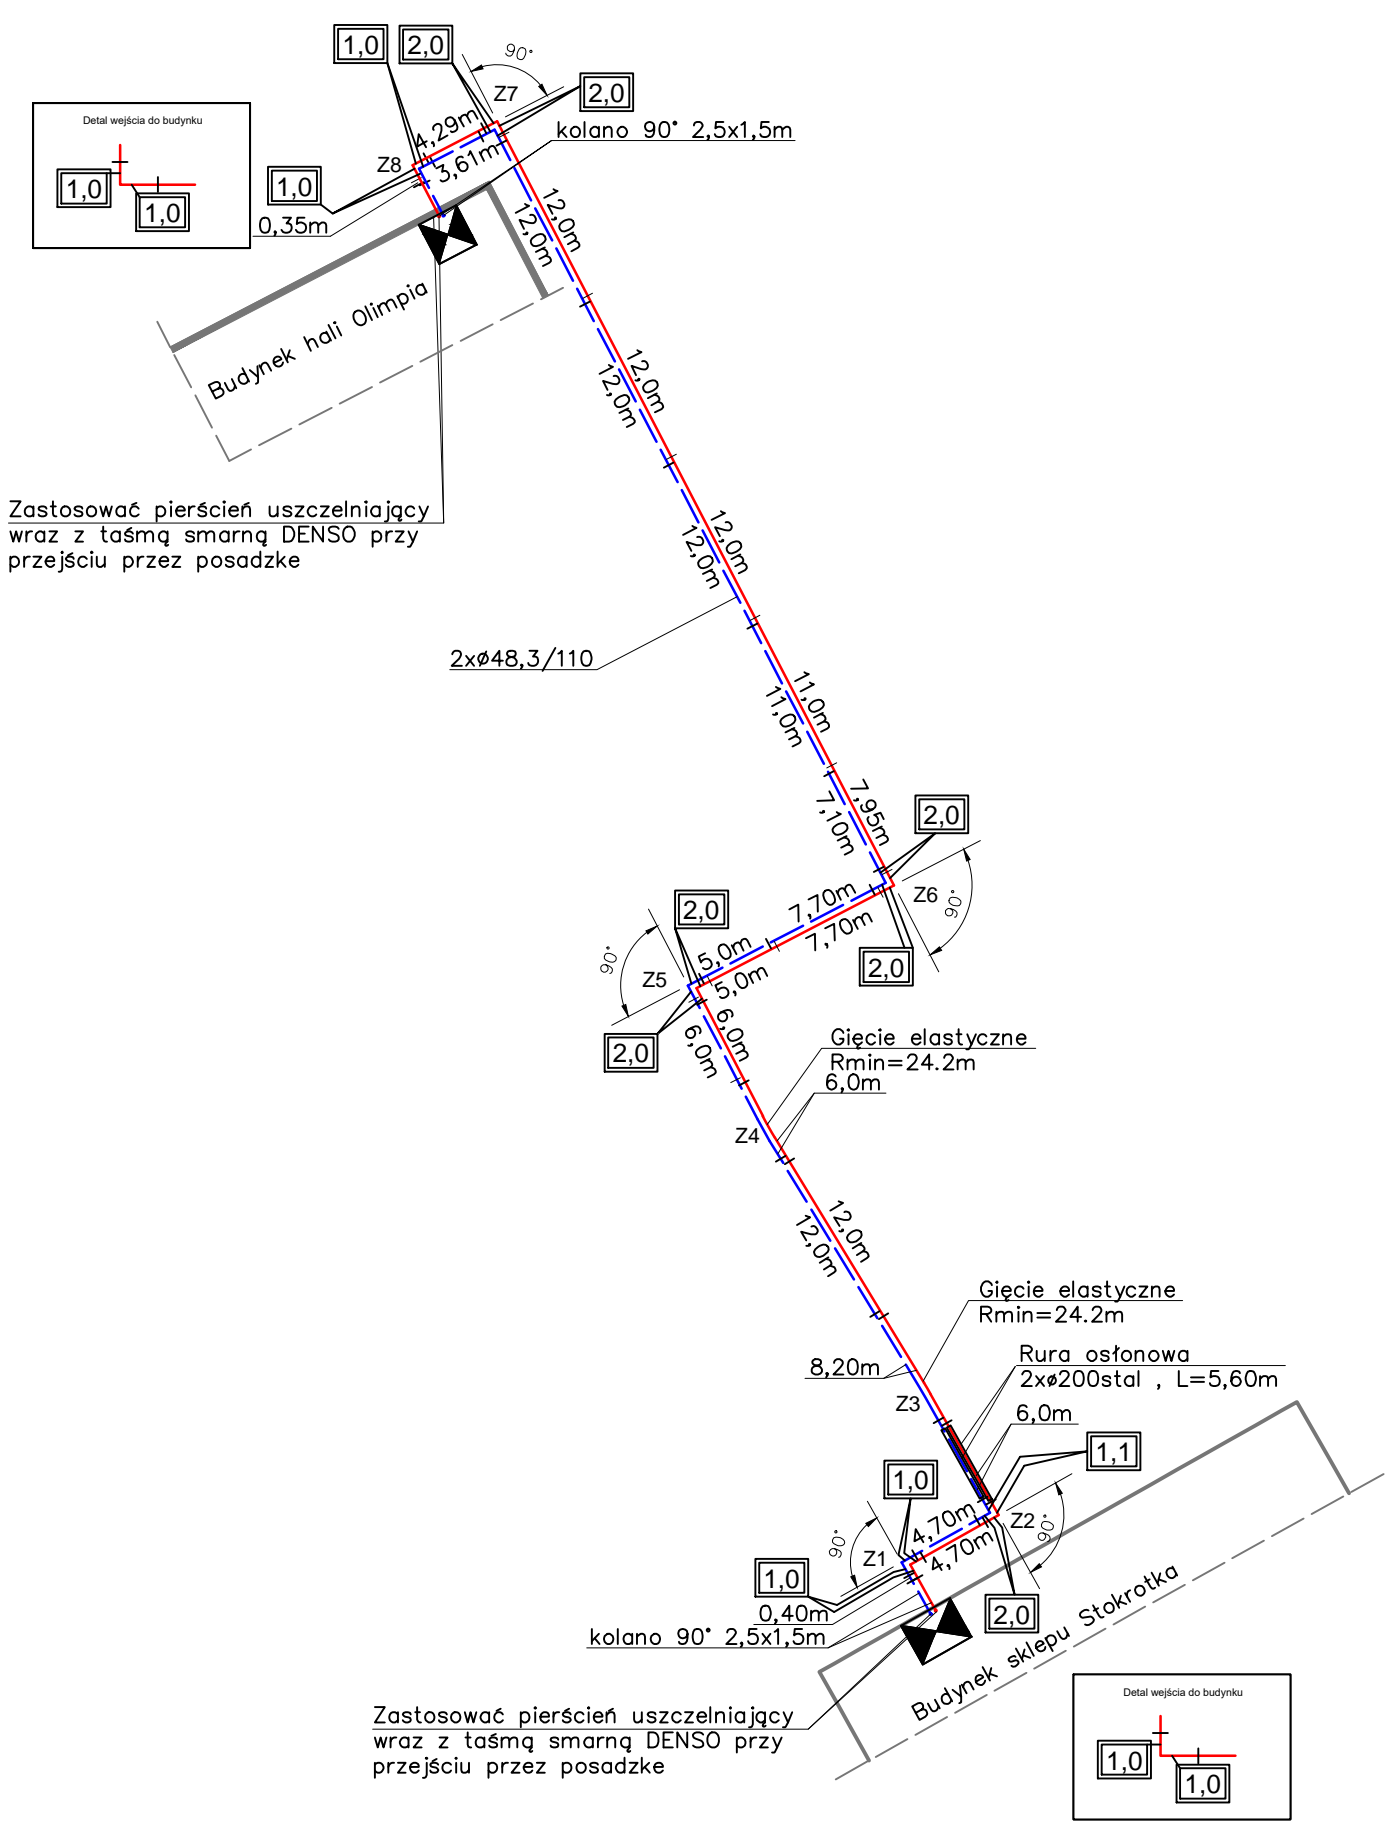 1,0
2,0
90°
Z7
2,0
Detal wejścia do budynku
1,0
1,0
4,29m
kolano 90° 2,5x1,5m
Z8
3,61m
1,0
0,35m
12,0m
12,0m
Budynek hali Olimpia
12,0m
12,0m
Zastosować pierścień uszczelniający
wraz z taśmą smarną DENSO przy
przejściu przez posadzke
12,0m
12,0m
2xø48,3/110
11,0m
11,0m
7,95m
7,10m
2,0
Z6
90°
7,70m
7,70m
2,0
2,0
5,0m
5,0m
90°
Z5
2,0
6,0m
6,0m
Gięcie elastyczne
Rmin=24.2m
6,0m
Z4
12,0m
12,0m
Gięcie elastyczne
Rmin=24.2m
8,20m
Rura osłonowa
2xø200stal , L=5,60m
Z3
6,0m
1,1
1,0
4,70m
4,70m
Z2
90°
90°
Z1
1,0
0,40m
2,0
kolano 90° 2,5x1,5m
Budynek sklepu Stokrotka
Zastosować pierścień uszczelniający
wraz z taśmą smarną DENSO przy
przejściu przez posadzke
Detal wejścia do budynku
1,0
1,0